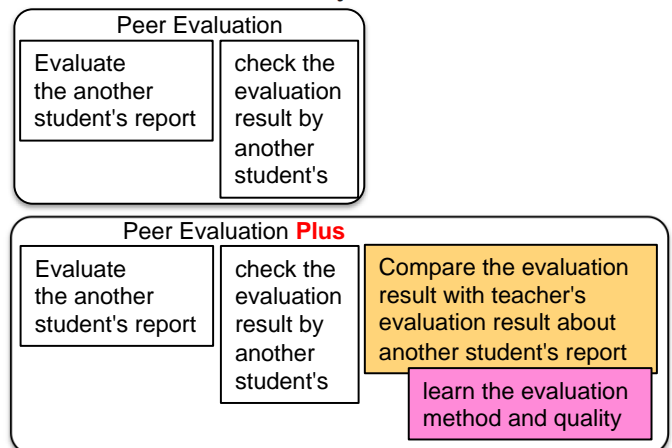 Peer Evaluation
Evaluate
the another
student's report
check the
evaluation
result by
another
student's
Peer Evaluation Plus
Evaluate
the another
student's report
check the
evaluation
result by
another
student's
Compare the evaluation
result with teacher's
evaluation result about
another student's report
learn the evaluation
method and quality